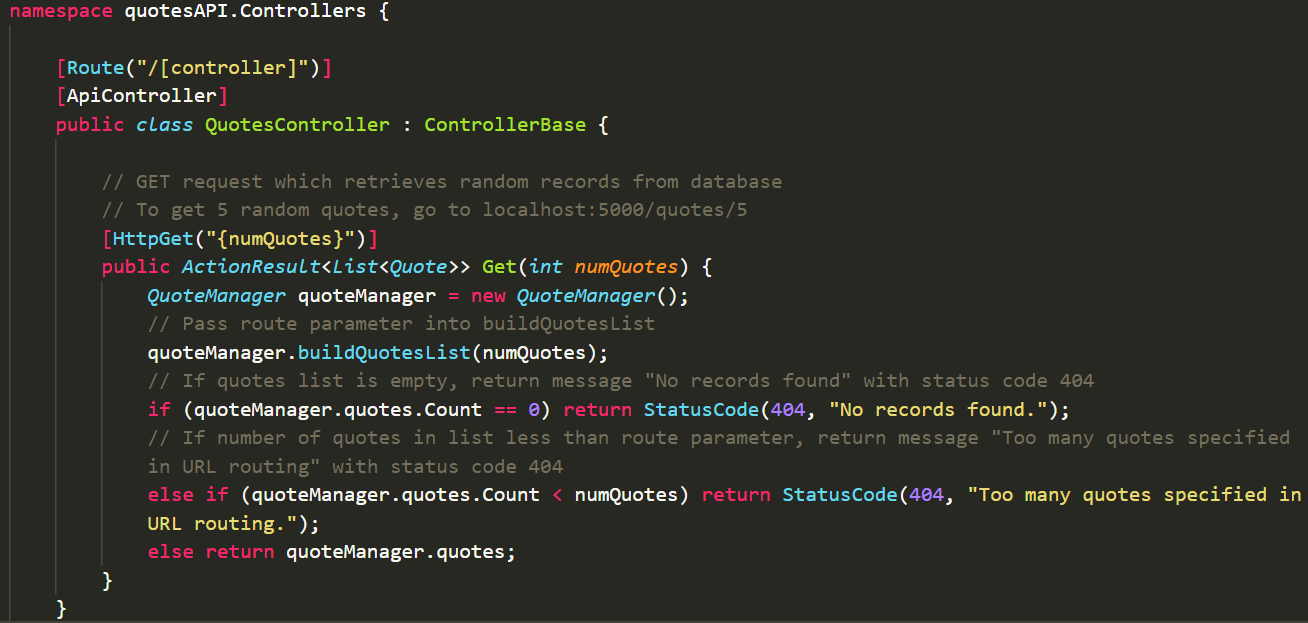 namespace quotesAPI.Controllers {
[Route("/[controller]")]
[ApiController]
public class QuotesController : ControllerBase {
// GET request which retrieves random records from database
// To get 5 random quotes, go to localhost:5000/quotes/5
[HttpGet("{numQuotes}")]
public ActionResult<List<Quote>> Get(int numQuotes) {
QuoteManager quoteManager = new QuoteManager();
// Pass route parameter into buildQuotesList
quoteManager.buildQuotesList(numQuotes);
// If quotes list is empty, return message "No records found" with status code 404
if (quoteManager.quotes.Count == 0) return StatusCode(404, "No records found.");
// If number of quotes in list less than route parameter, return message "Too many quotes specified
in URL routing" with status code 404
else if (quoteManager.quotes.Count < numQuotes) return StatusCode(404, "Too many quotes specified in
URL routing.");
else return quoteManager.quotes;
}
}